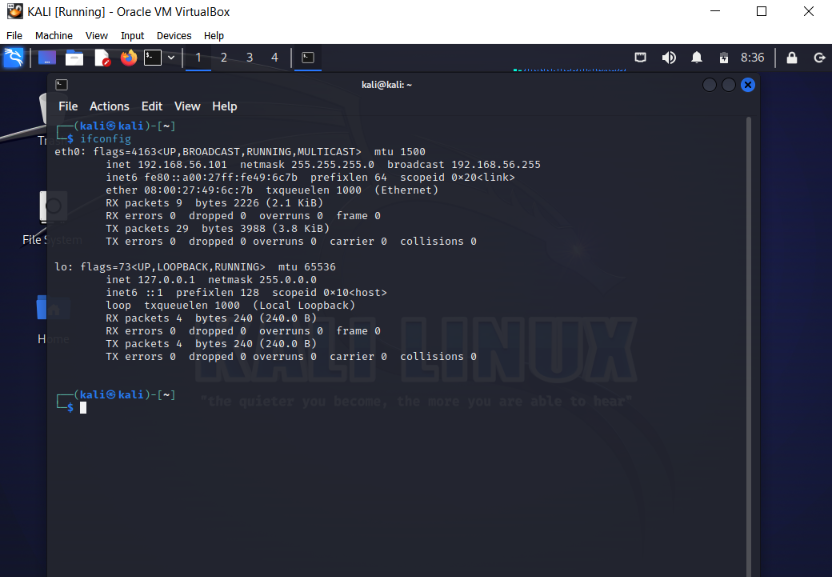 KALI [Running] - Oracle VM VirtualBox
File Machine View Input Devices Help
1 2 3 4 8:36
kali@kali: ~
File Actions Edit View Help
┌──(kali㉿kali)-[~]
└─$ ifconfig
eth0: flags=4163<UP,BROADCAST,RUNNING,MULTICAST> mtu 1500
inet 192.168.56.101 netmask 255.255.255.0 broadcast 192.168.56.255
inet6 fe80::a00:27ff:fe49:6c7b prefixlen 64 scopeid 0×20<link>
ether 08:00:27:49:6c:7b txqueuelen 1000 (Ethernet)
RX packets 9 bytes 2226 (2.1 KiB)
RX errors 0 dropped 0 overruns 0 frame 0
TX packets 29 bytes 3988 (3.8 KiB)
TX errors 0 dropped 0 overruns 0 carrier 0 collisions 0
lo: flags=73<UP,LOOPBACK,RUNNING> mtu 65536
inet 127.0.0.1 netmask 255.0.0.0
inet6 ::1 prefixlen 128 scopeid 0×10<host>
loop txqueuelen 1000 (Local Loopback)
RX packets 4 bytes 240 (240.0 B)
RX errors 0 dropped 0 overruns 0 frame 0
TX packets 4 bytes 240 (240.0 B)
TX errors 0 dropped 0 overruns 0 carrier 0 collisions 0
┌──(kali㉿kali)-[~]
└─$
File System
Home
KALI LINUX
"the quieter you become, the more you are able to hear"